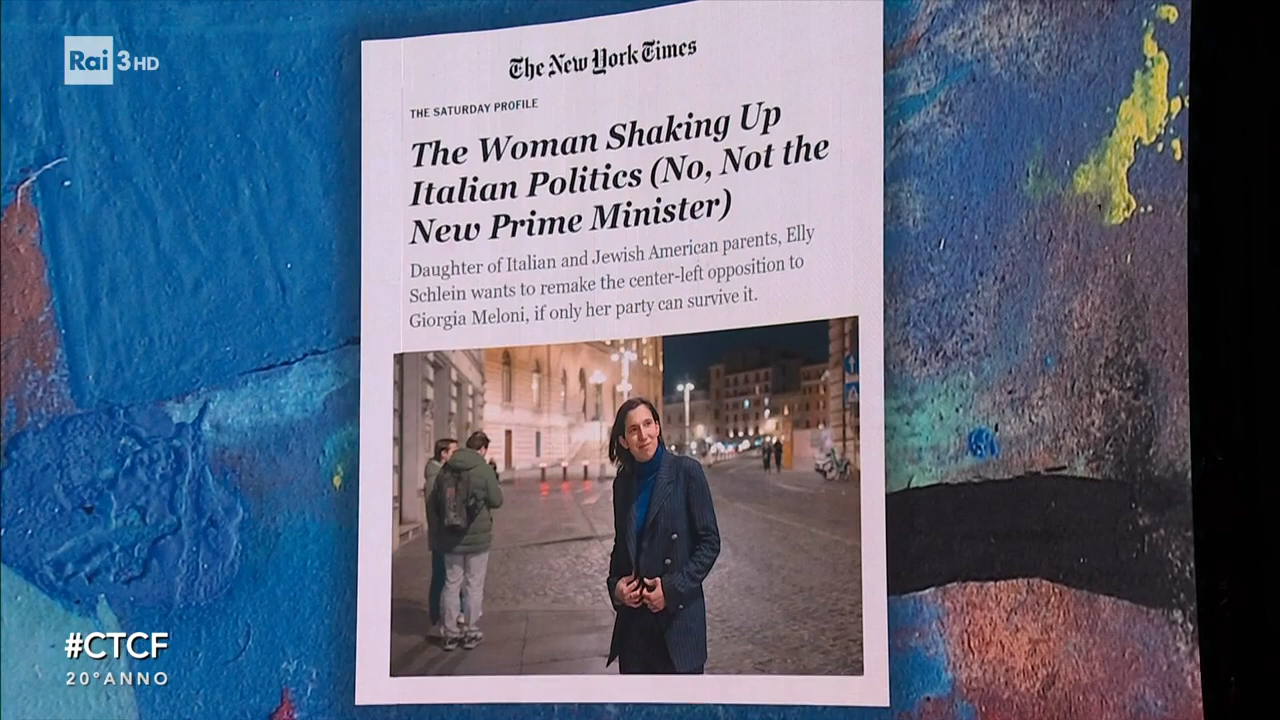 Rai 3HD
The New York Times
THE SATURDAY PROFILE
The Woman Shaking Up
Italian Politics (No, Not the
New Prime Minister)
Daughter of Italian and Jewish American parents, Elly
Schlein wants to remake the center-left opposition to
Giorgia Meloni, if only her party can survive it.
#CTCF
20°ANNO